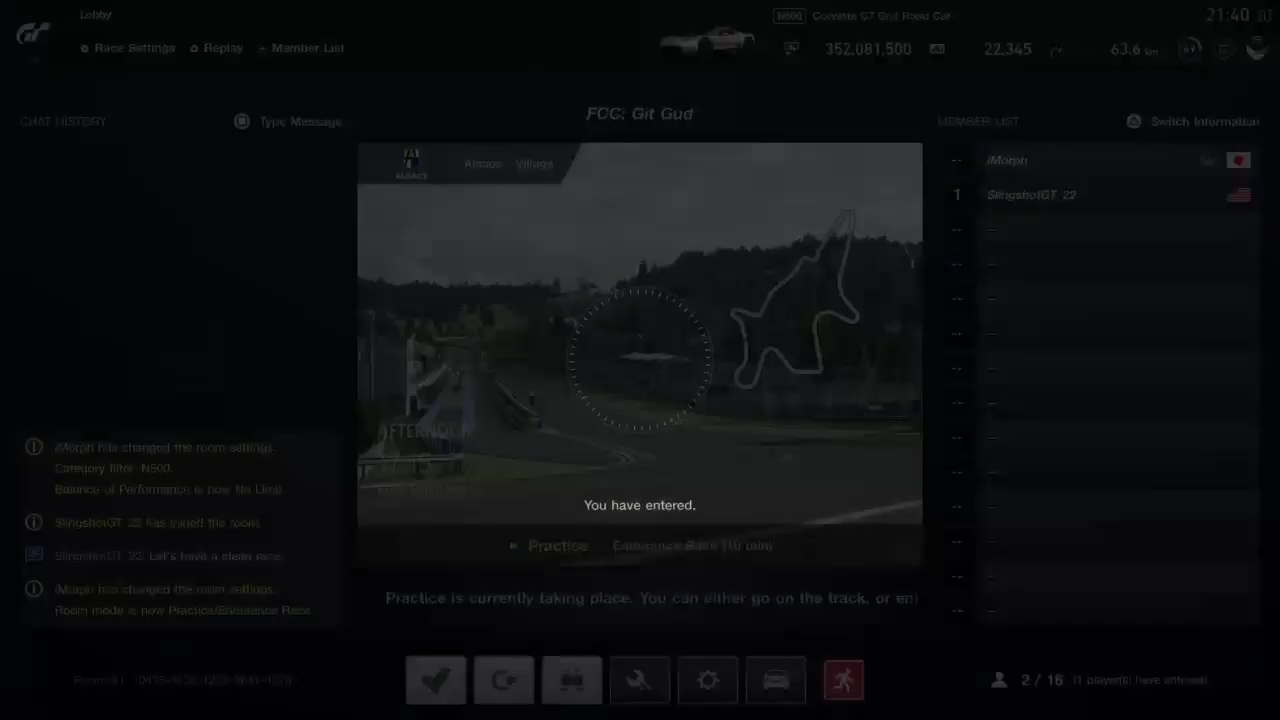 Lobby
N500 Corvette C7 Gr.4 Road Car
21:40
Race Settings Replay Member List
352,081,500 22,345 63.6 km
CHAT HISTORY
Type Message
FCC: Git Gud
MEMBER LIST
Switch Information
ALSACE
Alsace - Village
-- iMorph
1 SlingshotGT_22
AFTERNOON
iMorph has changed the room settings.
Category filter: N500.
Balance of Performance is now No Limit.
SlingshotGT_22 has joined the room.
SlingshotGT_22: Let's have a clean race.
iMorph has changed the room settings.
Room mode is now Practice/Endurance Race
You have entered.
Practice Endurance Race (10 min)
Practice is currently taking place. You can either go on the track, or ent
2 / 16 (1 player(s) have entered)